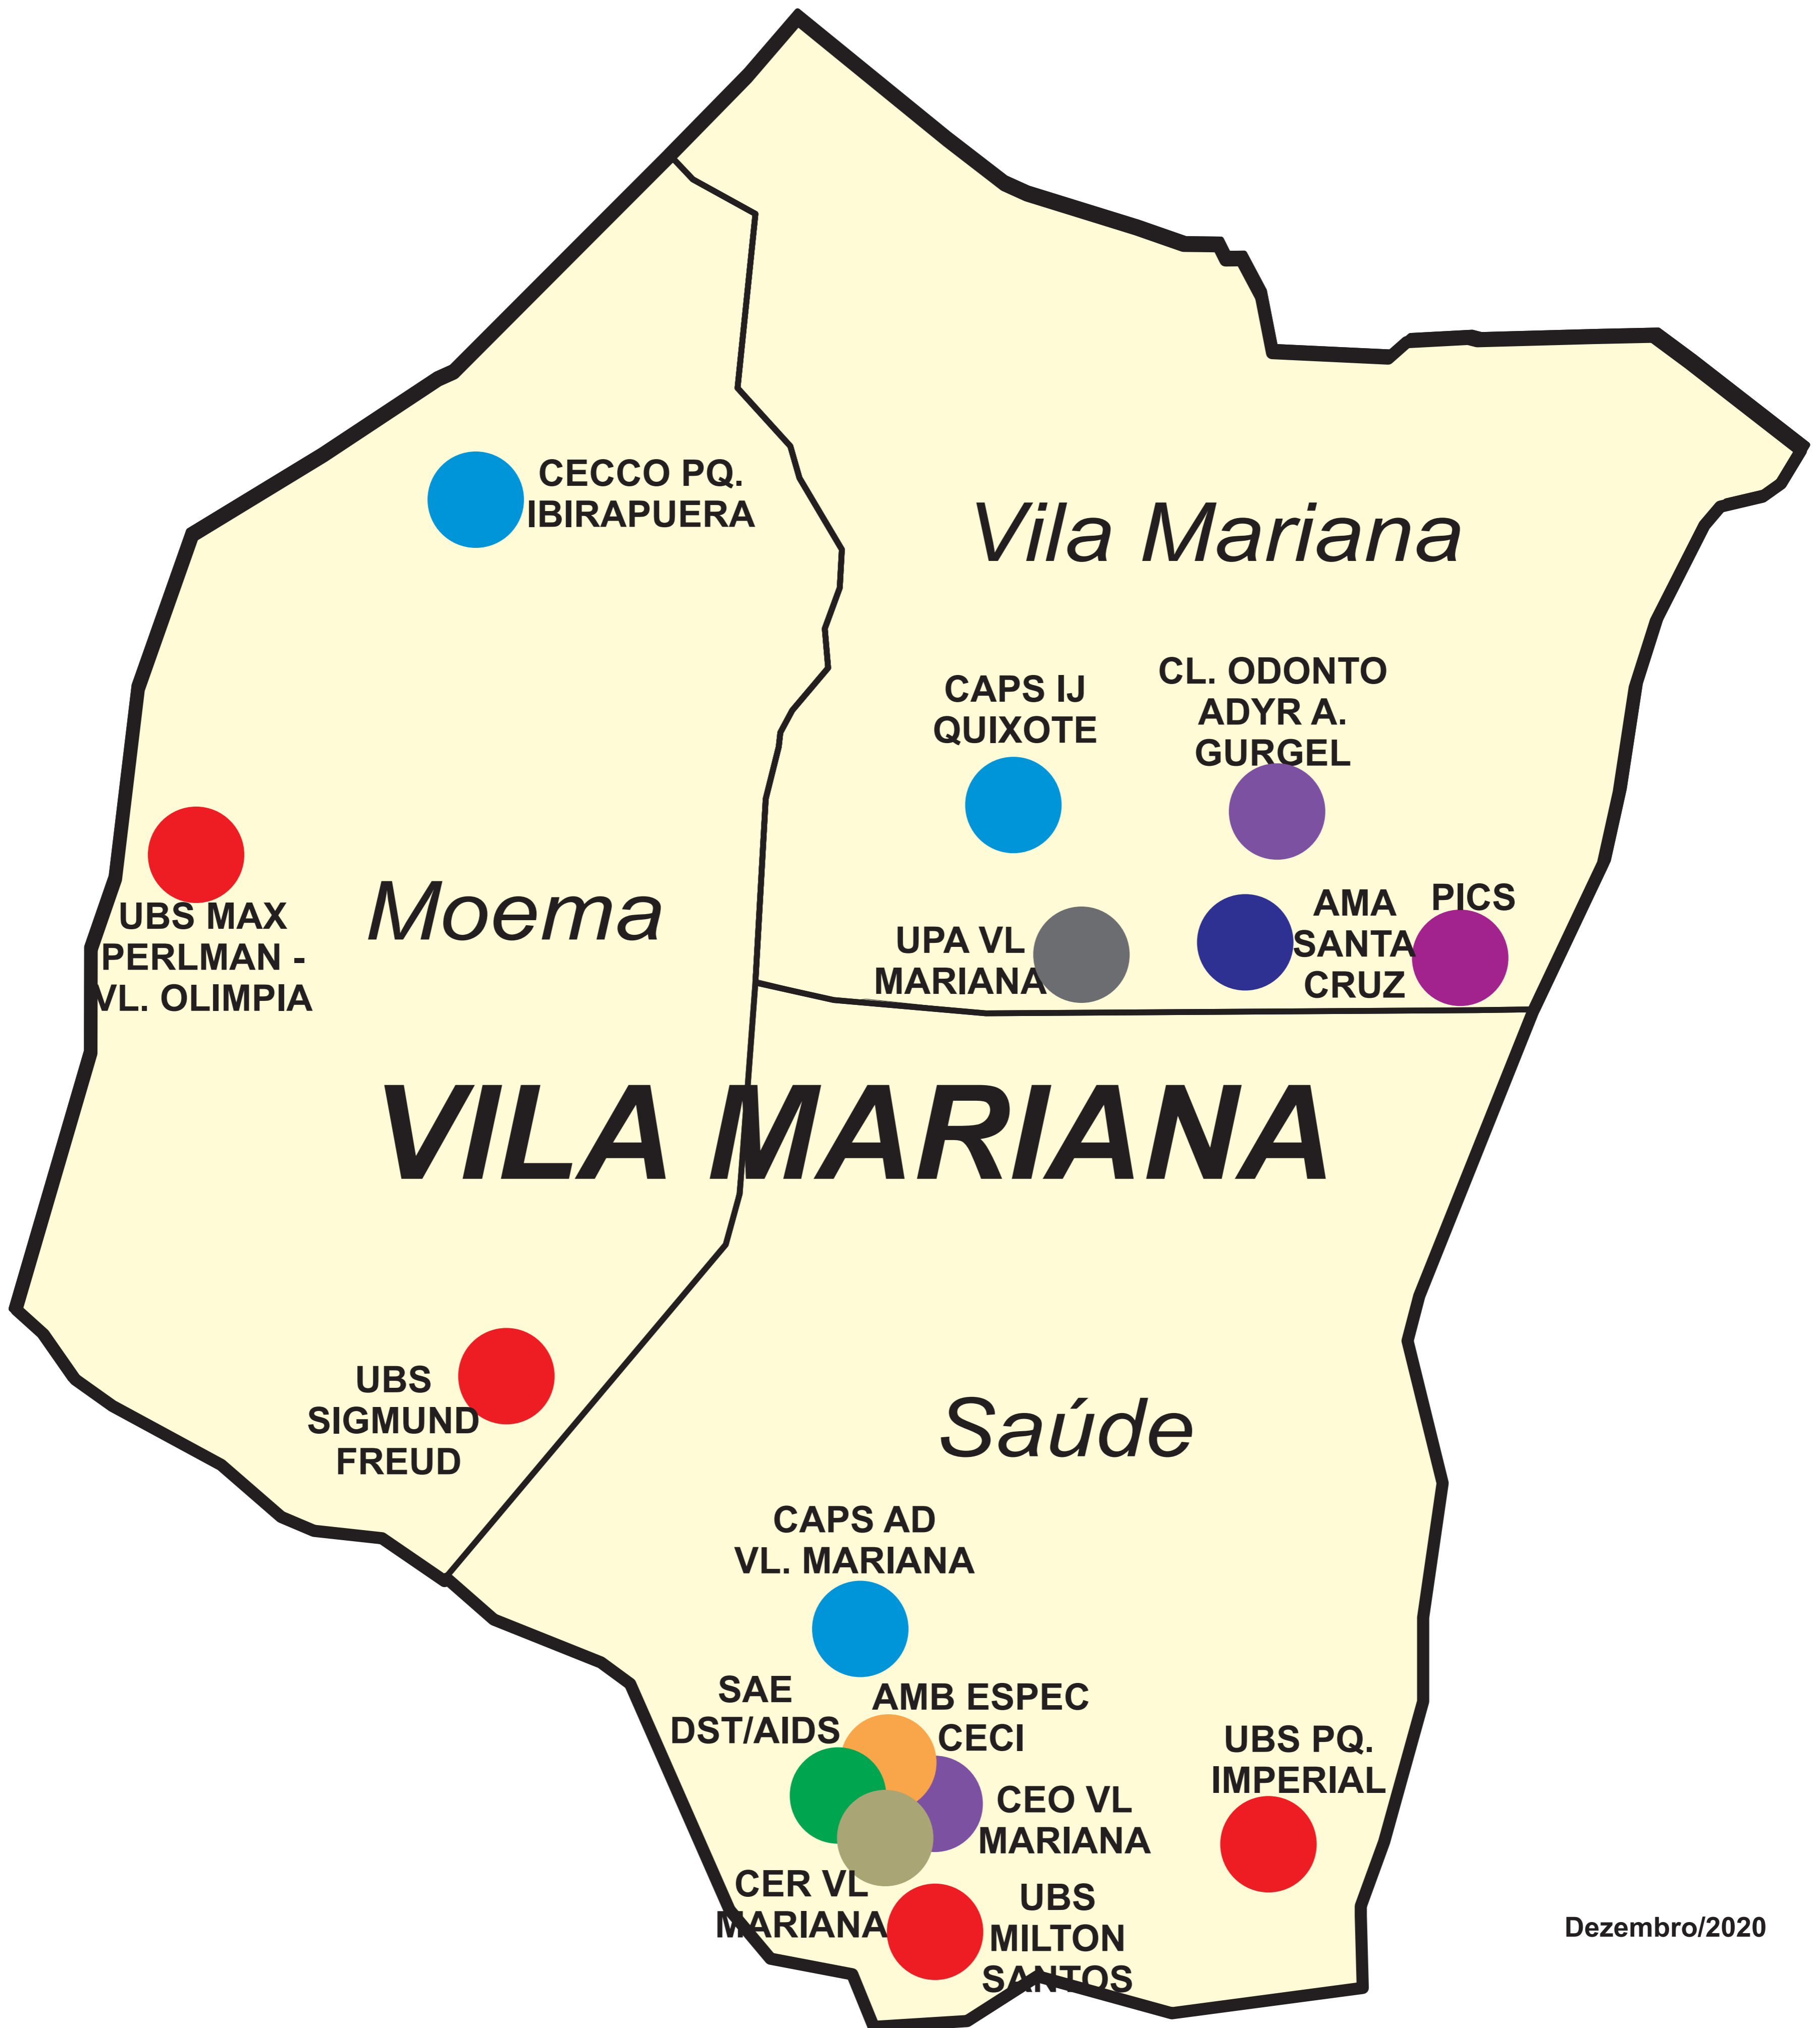 CECCO PQ.
IBIRAPUERA
Vila Mariana
CAPS IJ
QUIXOTE
CL. ODONTO
ADYR A.
GURGEL
UBS MAX
PERLMAN -
VL. OLIMPIA
Moema
UPA VL
MARIANA
AMA
SANTA
CRUZ
PICS
VILA MARIANA
UBS
SIGMUND
FREUD
Saúde
CAPS AD
VL. MARIANA
SAE
DST/AIDS
AMB ESPEC
CECI
CEO VL
MARIANA
UBS PQ.
IMPERIAL
CER VL
MARIANA
UBS
MILTON
SANTOS
Dezembro/2020